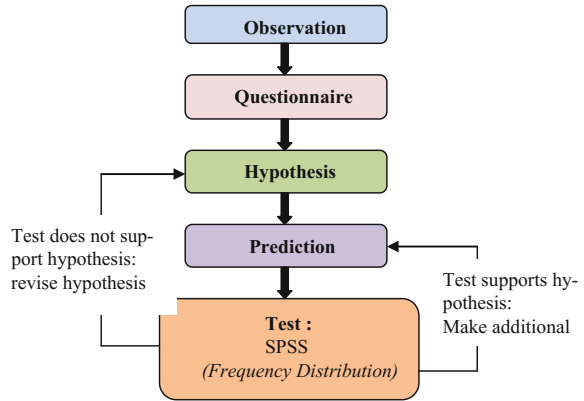 Observation
Questionnaire
Hypothesis
Prediction
Test does not sup-
port hypothesis:
revise hypothesis
Test supports hy-
pothesis:
Make additional
Test :
SPSS
(Frequency Distribution)